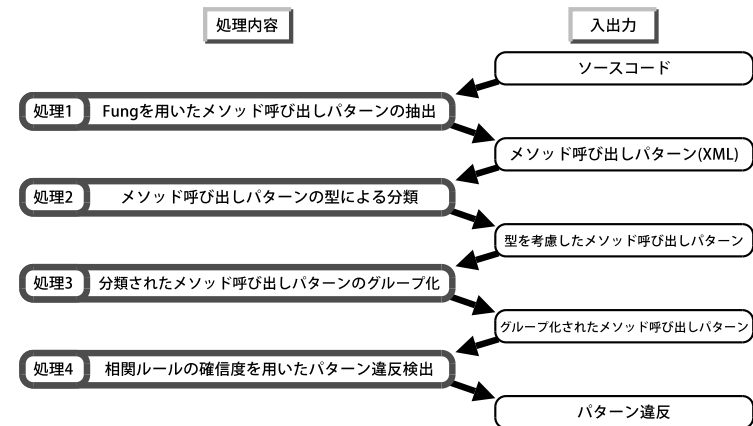 処理内容
入出力
ソースコード
処理1
Fungを用いたメソッド呼び出しパターンの抽出
メソッド呼び出しパターン(XML)
処理2
メソッド呼び出しパターンの型による分類
型を考慮したメソッド呼び出しパターン
処理3
分類されたメソッド呼び出しパターンのグループ化
グループ化されたメソッド呼び出しパターン
処理4
相関ルールの確信度を用いたパターン違反検出
パターン違反